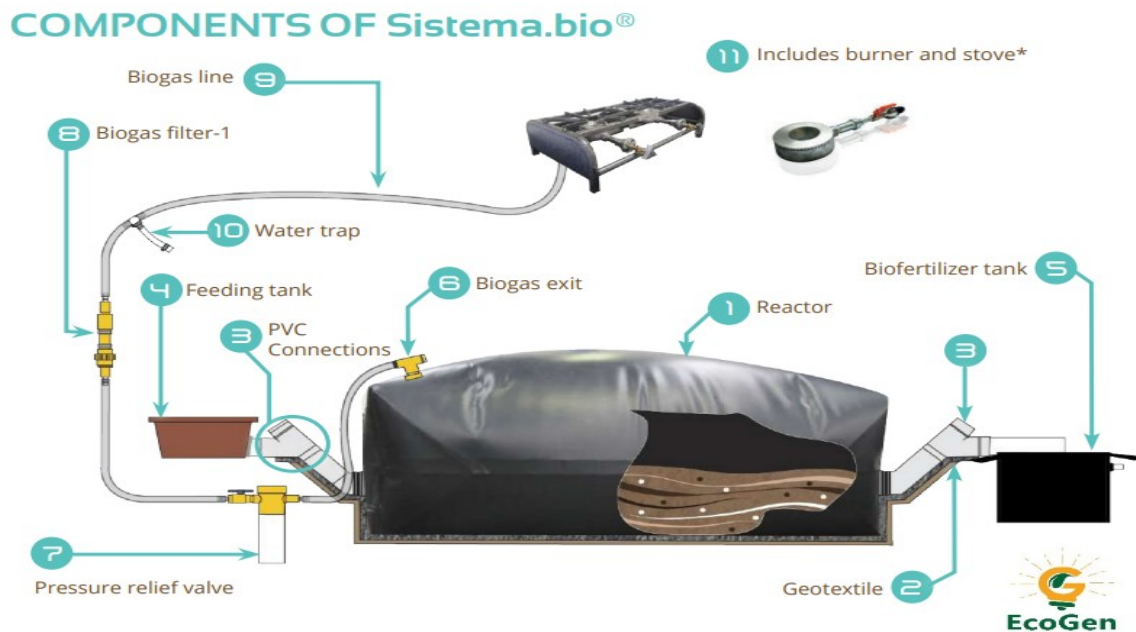 COMPONENTS OF Sistema.bio®
11 Includes burner and stove*
Biogas line 9
8 Biogas filter-1
10 Water trap
Biofertilizer tank 5
4 Feeding tank
6 Biogas exit
1 Reactor
3 PVC
Connections
3
7
Pressure relief valve
Geotextile 2
G
EcoGen